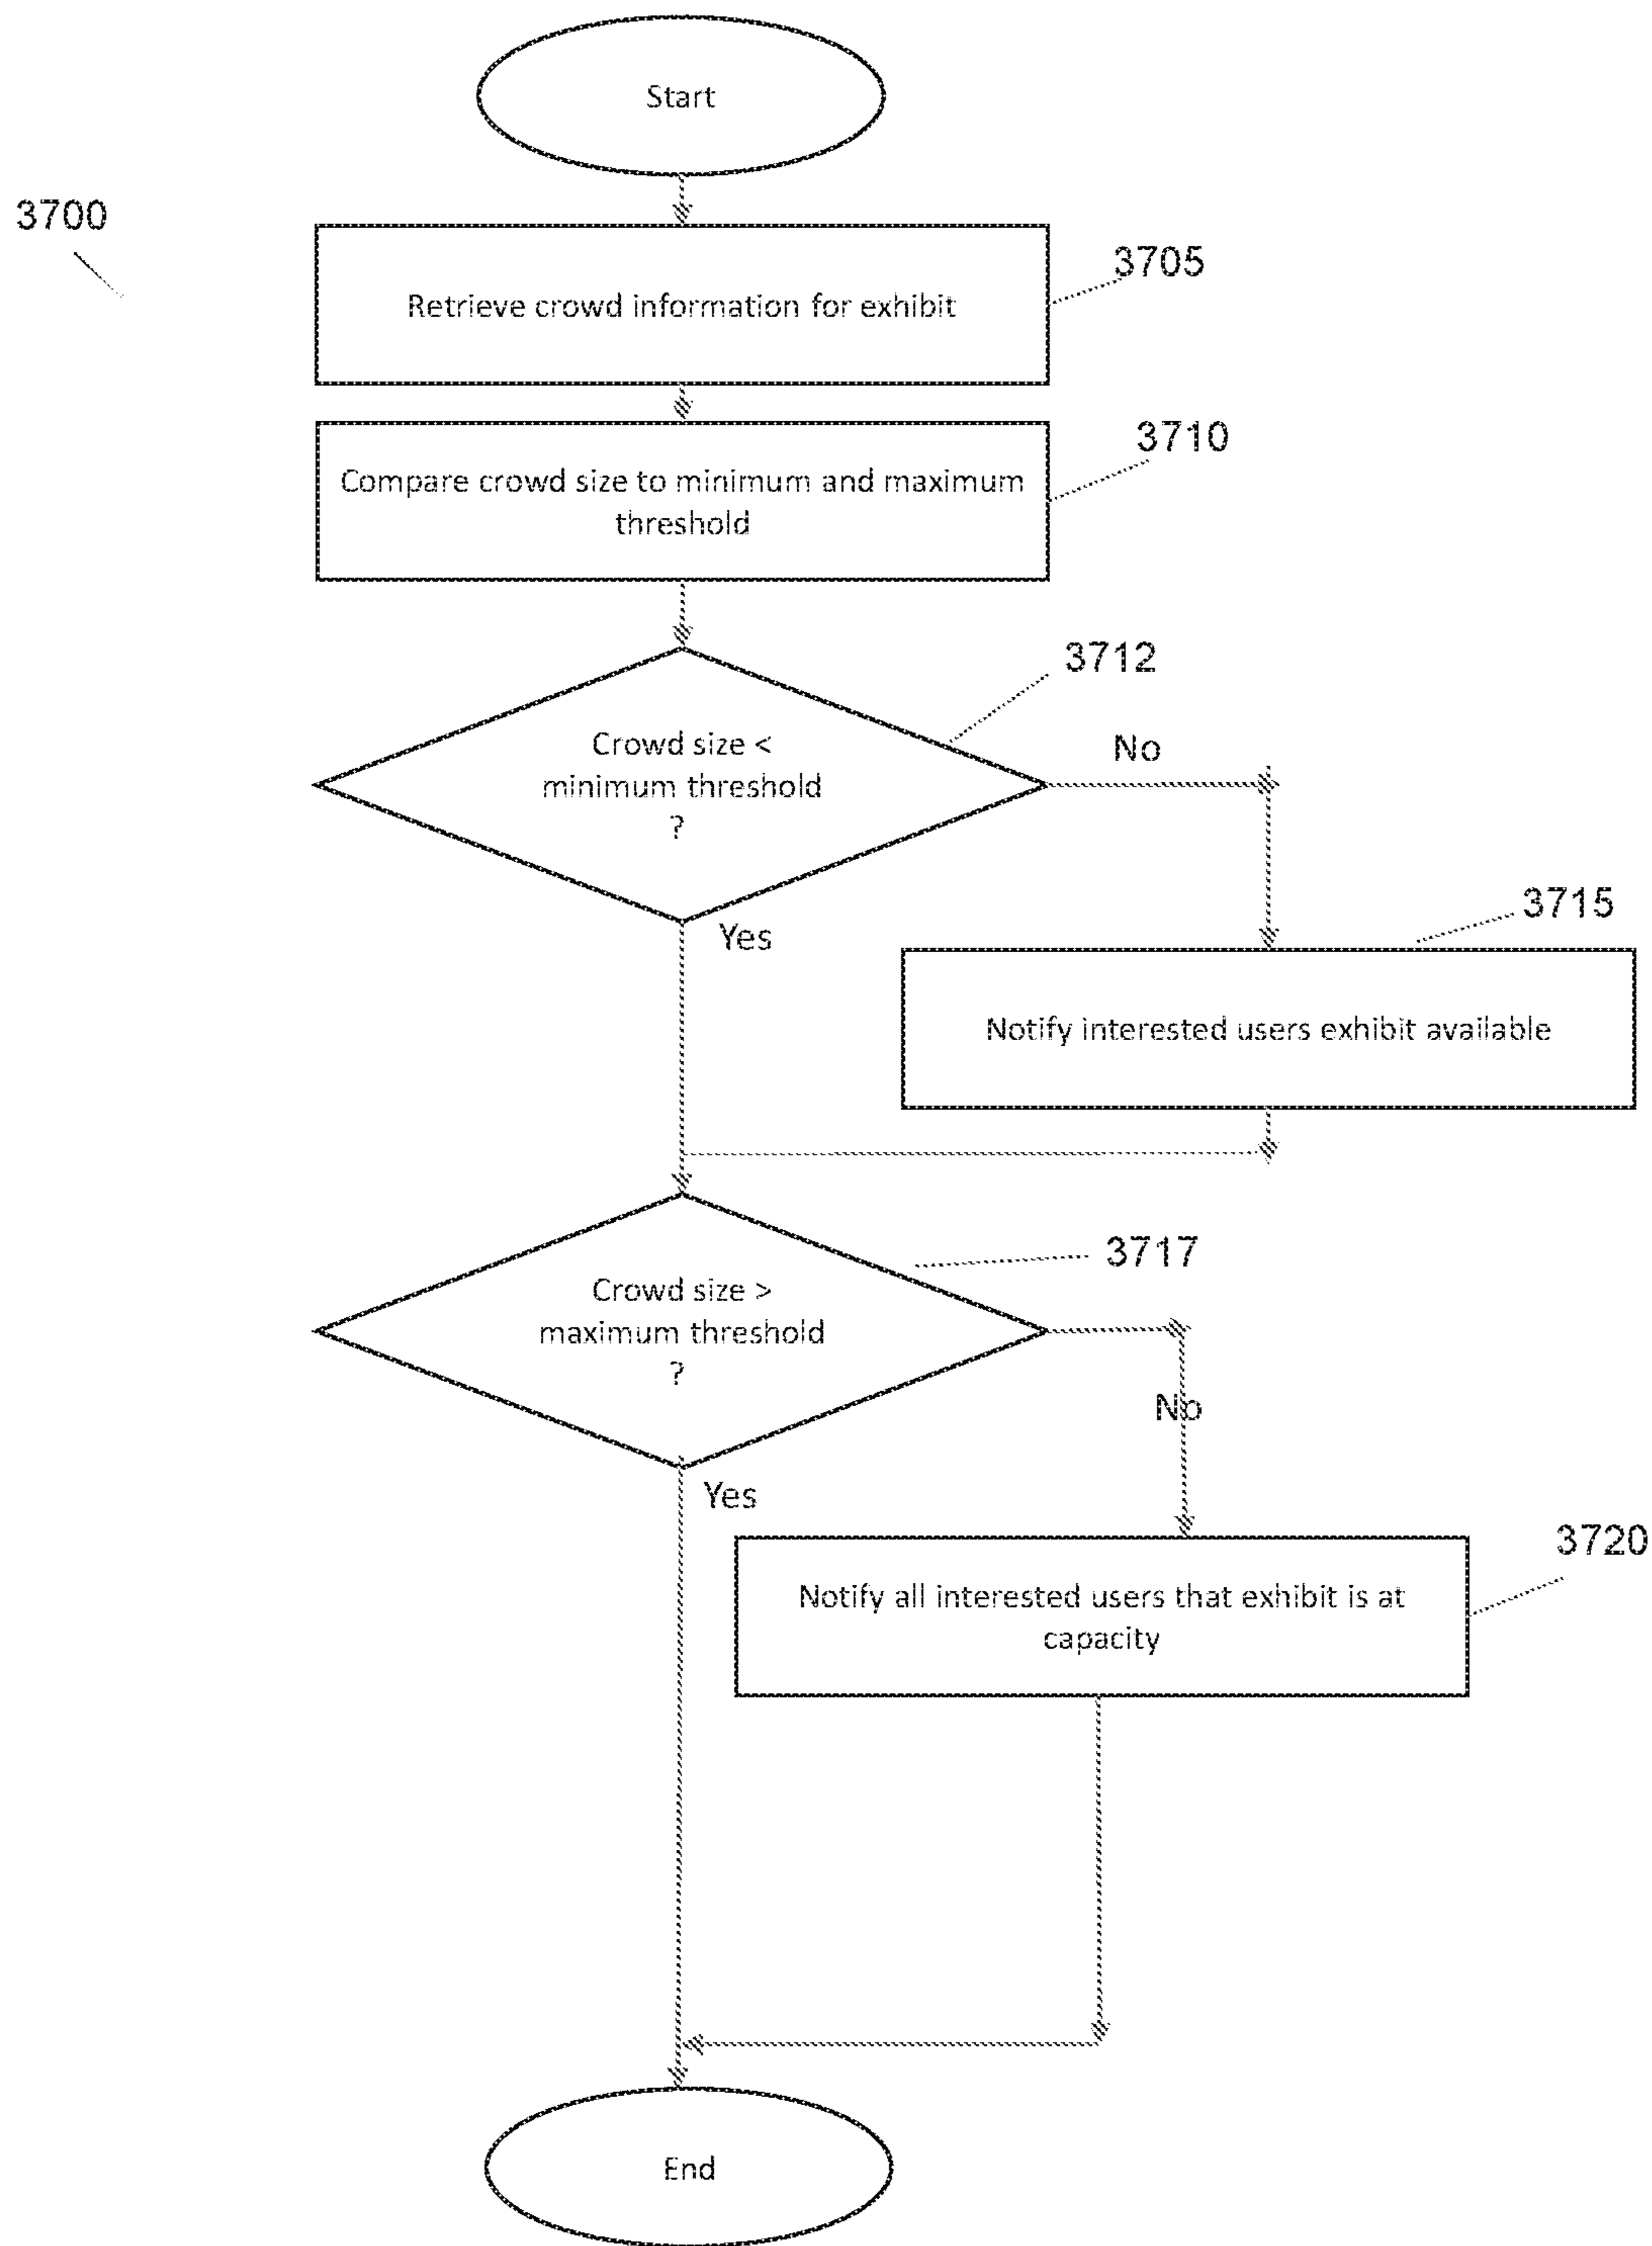 Start
3700
3705
Retrieve crowd information for exhibit
3710
Compare crowd size to minimum and maximum
threshold
3712
Crowd size <
minimum threshold
?
No
Yes
3715
Notify interested users exhibit available
3717
Crowd size >
maximum threshold
?
No
Yes
3720
Notify all interested users that exhibit is at
capacity
End